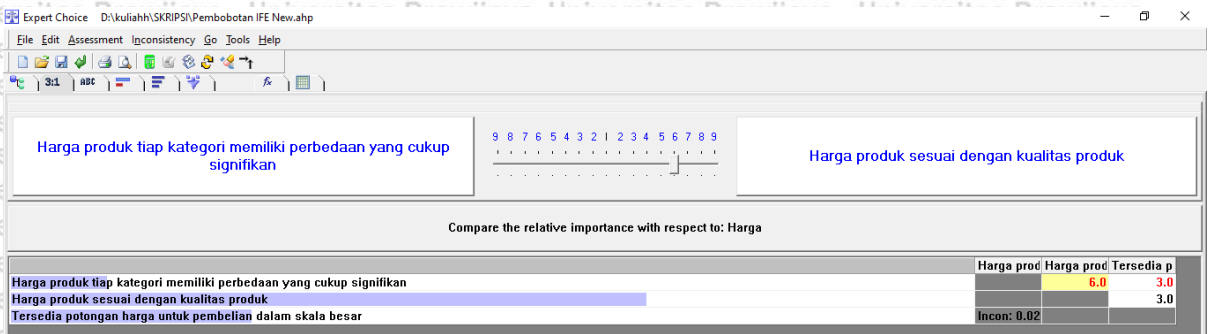 Expert Choice D:\kuliahh\SKRIPSI\Pembobotan IFE New.ahp
File Edit Assessment Inconsistency Go Tools Help
3:1 ABC fx
Harga produk tiap kategori memiliki perbedaan yang cukup
signifikan
9 8 7 6 5 4 3 2 1 2 3 4 5 6 7 8 9
Harga produk sesuai dengan kualitas produk
Compare the relative importance with respect to: Harga
Harga prod Harga prod Tersedia p
Harga produk tiap kategori memiliki perbedaan yang cukup signifikan 6.0 3.0
Harga produk sesuai dengan kualitas produk 3.0
Tersedia potongan harga untuk pembelian dalam skala besar Incon: 0.02